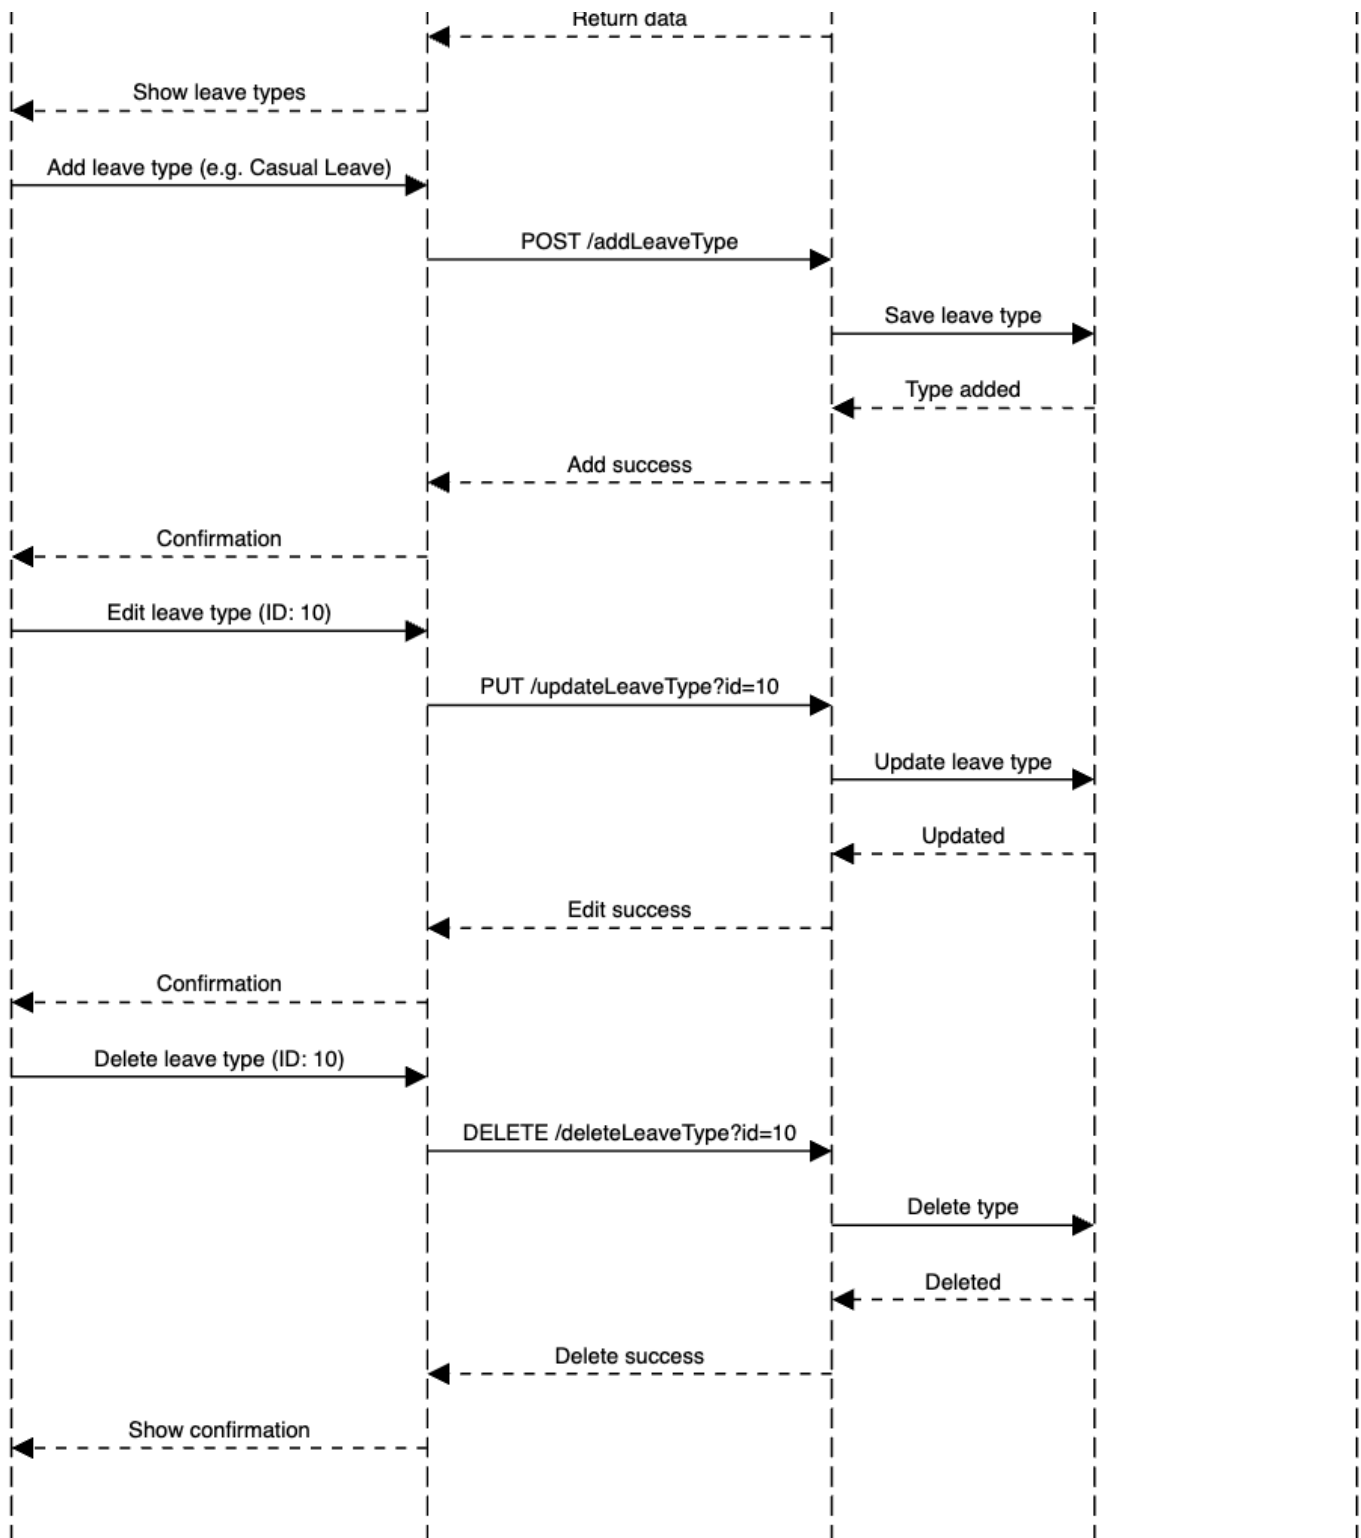 Return data
Show leave types
Add leave type (e.g. Casual Leave)
POST /addLeaveType
Save leave type
Type added
Add success
Confirmation
Edit leave type (ID: 10)
PUT /updateLeaveType?id=10
Update leave type
Updated
Edit success
Confirmation
Delete leave type (ID: 10)
DELETE /deleteLeaveType?id=10
Delete type
Deleted
Delete success
Show confirmation